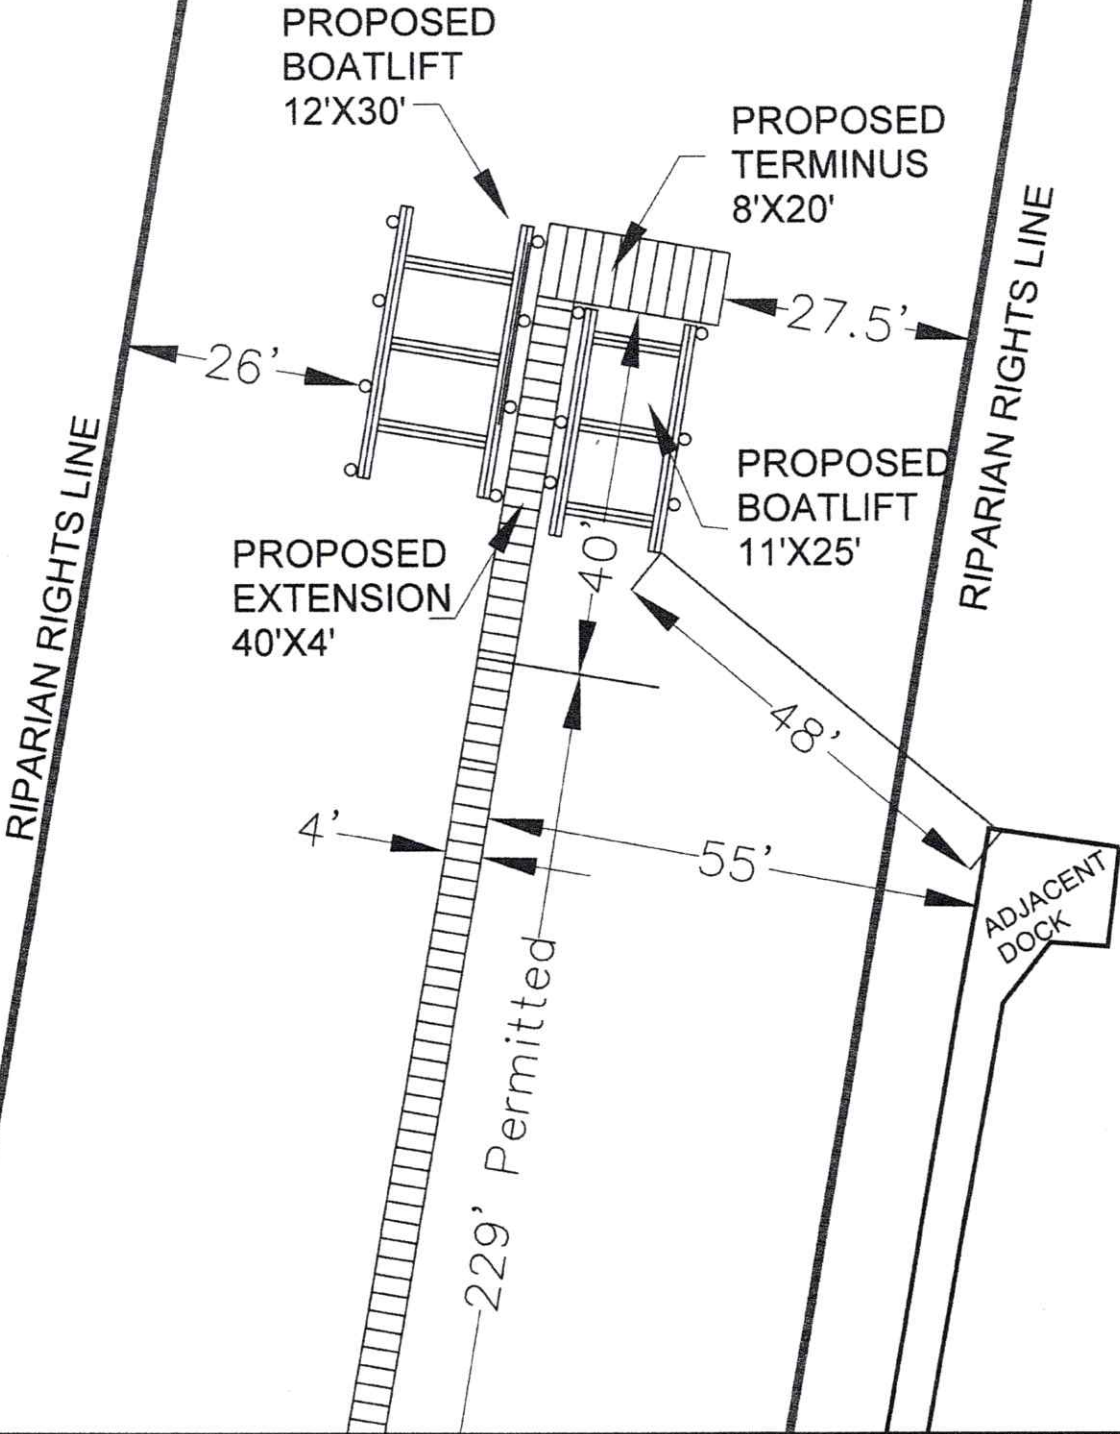 PROPOSED
BOATLIFT
12'X30'
PROPOSED
TERMINUS
8'X20'
RIPARIAN RIGHTS LINE
27.5'
26'
RIPARIAN RIGHTS LINE
PROPOSED
BOATLIFT
11'X25'
PROPOSED
EXTENSION
40'X4'
40'
48'
4'
55'
ADJACENT
DOCK
229' Permitted